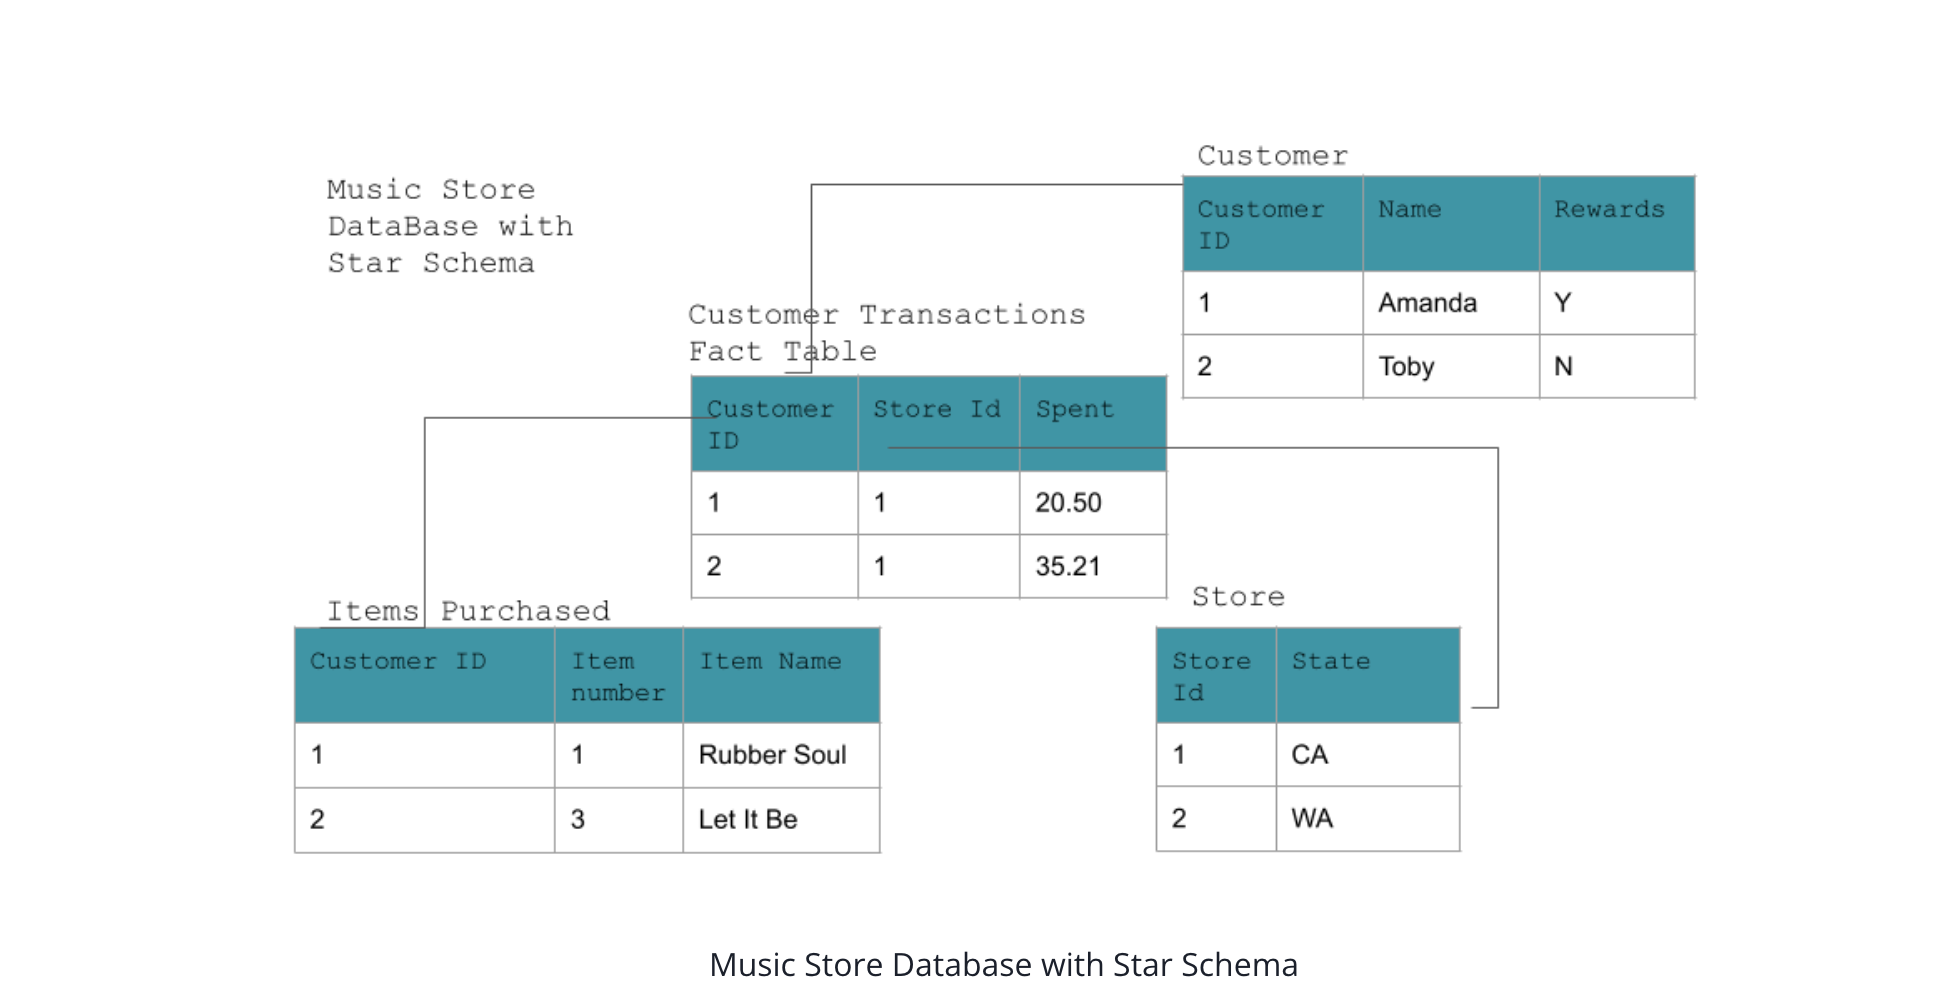 Music Store
DataBase with
Star Schema
Customer
Customer ID Name Rewards
1 Amanda Y
2 Toby N
Customer Transactions
Fact Table
Customer ID Store Id Spent
1 1 20.50
2 1 35.21
Items Purchased
Customer ID Item number Item Name
1 1 Rubber Soul
2 3 Let It Be
Store
Store Id State
1 CA
2 WA
Music Store Database with Star Schema